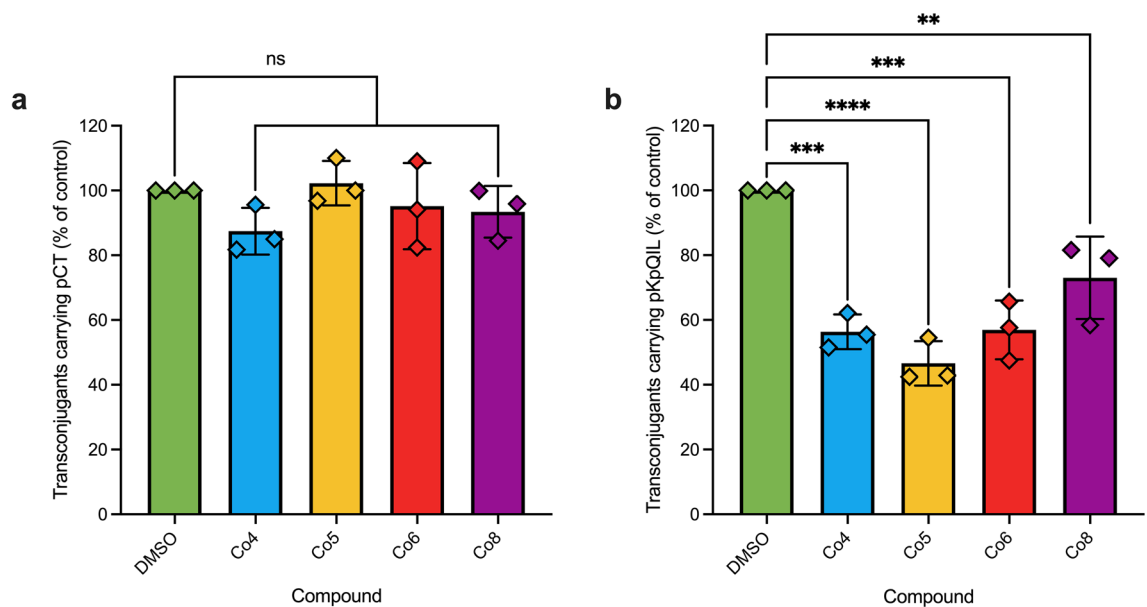 a
ns
Transconjugants carrying pCT (% of control)
120
100
80
60
40
20
0
DMSO
Co4
Co5
Co6
Co8
Compound
b
**
***
****
***
Transconjugants carrying pKpQIL (% of control)
120
100
80
60
40
20
0
DMSO
Co4
Co5
Co6
Co8
Compound